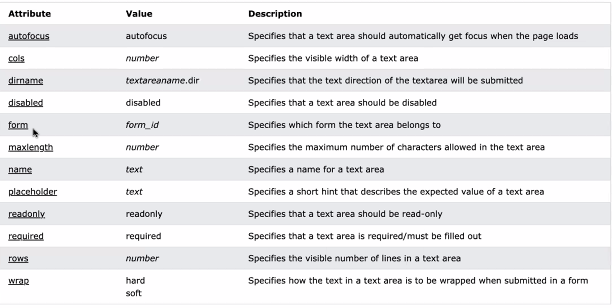 Attribute Value Description
autofocus autofocus Specifies that a text area should automatically get focus when the page loads
cols number Specifies the visible width of a text area
dirname textareaname.dir Specifies that the text direction of the textarea will be submitted
disabled disabled Specifies that a text area should be disabled
form form_id Specifies which form the text area belongs to
maxlength number Specifies the maximum number of characters allowed in the text area
name text Specifies a name for a text area
placeholder text Specifies a short hint that describes the expected value of a text area
readonly readonly Specifies that a text area should be read-only
required required Specifies that a text area is required/must be filled out
rows number Specifies the visible number of lines in a text area
wrap hard Specifies how the text in a text area is to be wrapped when submitted in a form
soft